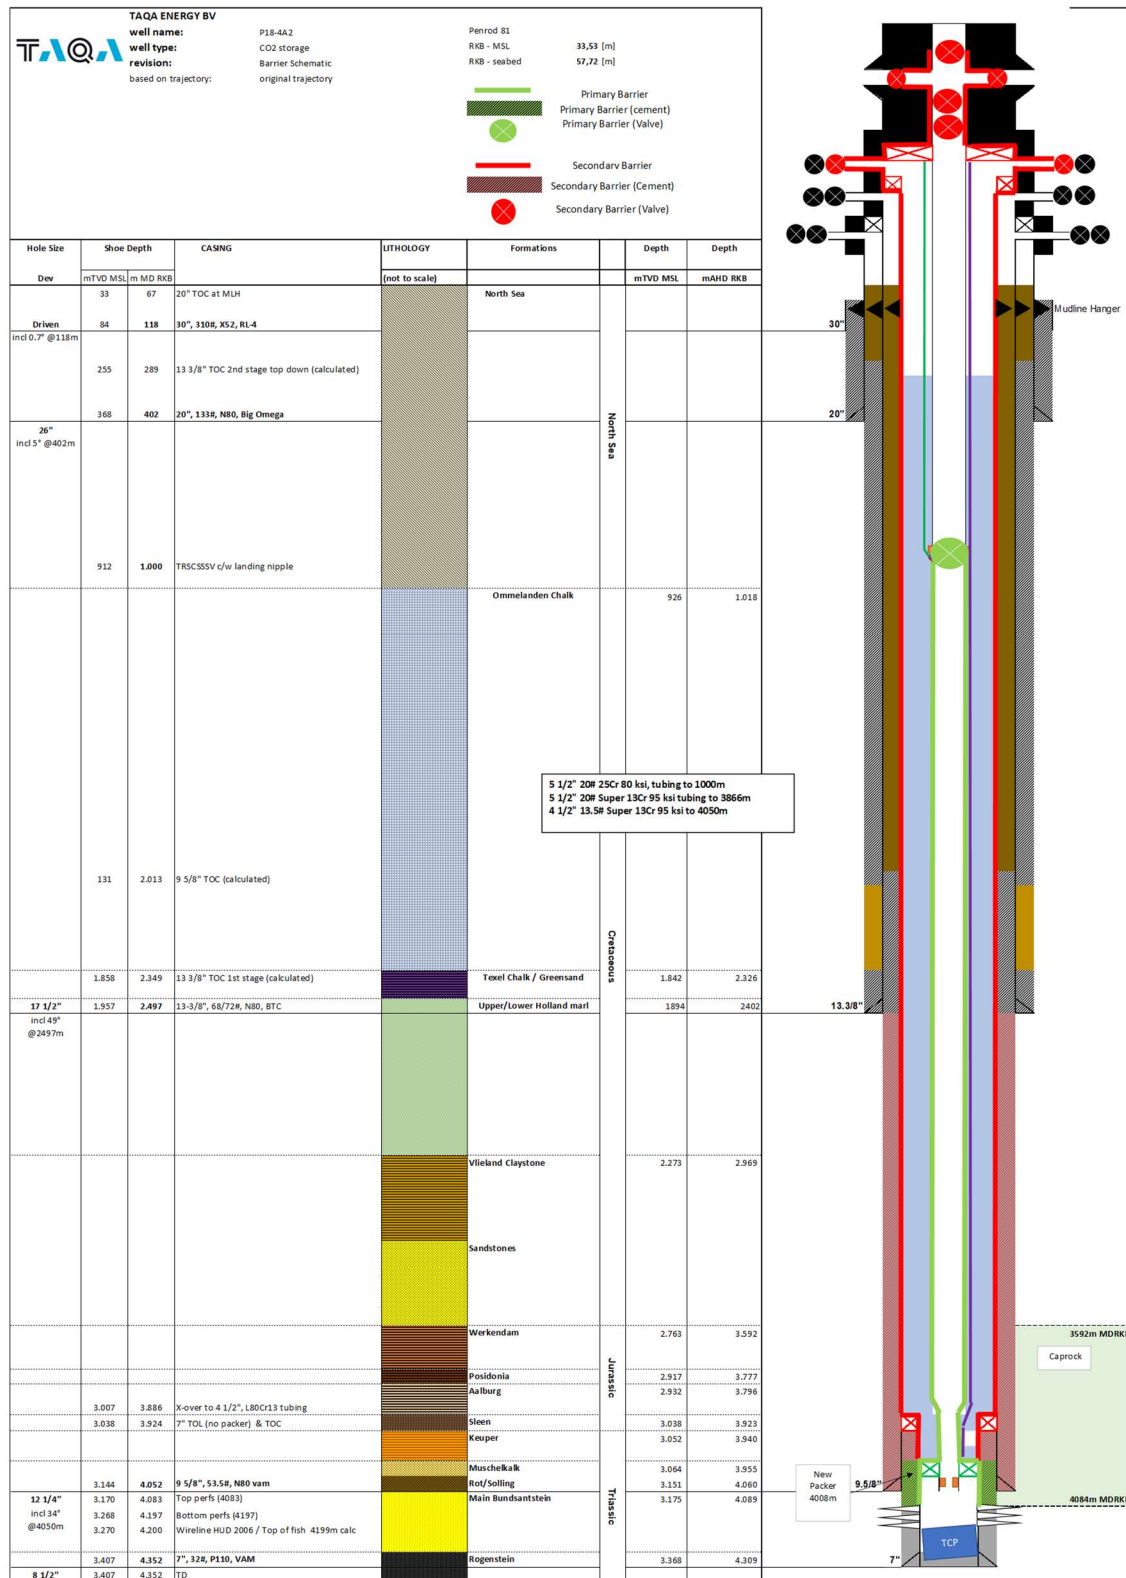 TAQA
TAQA ENERGY BV
well name: P18-4A2
well type: CO2 storage
revision: Barrier Schematic
based on trajectory: original trajectory
Penrod 81
RKB - MSL 33,53 [m]
RKB - seabed 57,72 [m]
Primary Barrier
Primary Barrier (cement)
Primary Barrier (Valve)
Secondary Barrier
Secondary Barrier (Cement)
Secondary Barrier (Valve)
Hole Size Shoe Depth CASING LITHOLOGY Formations Depth Depth
Dev mTVD MSL m MD RKB (not to scale) mTVD MSL mAHD RKB
33 67 20" TOC at MLH North Sea
Mudline Hanger
Driven 84 118 30", 310#, X52, RL-4 30"
incl 0.7° @118m
255 289 13 3/8" TOC 2nd stage top down (calculated)
368 402 20", 133#, N80, Big Omega 20"
26"
incl 5° @402m
North Sea
912 1.000 TRSCSSSV c/w landing nipple
Ommelanden Chalk 926 1.018
5 1/2" 20# 25Cr 80 ksi, tubing to 1000m
5 1/2" 20# Super 13Cr 95 ksi tubing to 3866m
4 1/2" 13.5# Super 13Cr 95 ksi to 4050m
131 2.013 9 5/8" TOC (calculated)
Cretaceous
1.858 2.349 13 3/8" TOC 1st stage (calculated) Texel Chalk / Greensand 1.842 2.326
17 1/2" 1.957 2.497 13-3/8", 68/72#, N80, BTC Upper/Lower Holland marl 1894 2402 13.3/8"
incl 49°
@2497m
Vlieland Claystone 2.273 2.969
Sandstones
Werkendam 2.763 3.592
3592m MDRKB
Caprock
Jurassic
Posidonia 2.917 3.777
Aalburg 2.932 3.796
3.007 3.886 X-over to 4 1/2", L80Cr13 tubing
3.038 3.924 7" TOL (no packer) & TOC Sleen 3.038 3.923
Keuper 3.052 3.940
Muschelkalk 3.064 3.955
3.144 4.052 9 5/8", 53.5#, N80 vam Rot/Solling 3.151 4.060 9.5/8"
New
Packer
4008m
Triassic
12 1/4" 3.170 4.083 Top perfs (4083) Main Bundsantstein 3.175 4.089
4084m MDRKB
incl 34° 3.268 4.197 Bottom perfs (4197)
@4050m 3.270 4.200 Wireline HUD 2006 / Top of fish 4199m calc
TCP
3.407 4.352 7", 32#, P110, VAM Rogenstein 3.368 4.309 7"
8 1/2" 3.407 4.352 TD